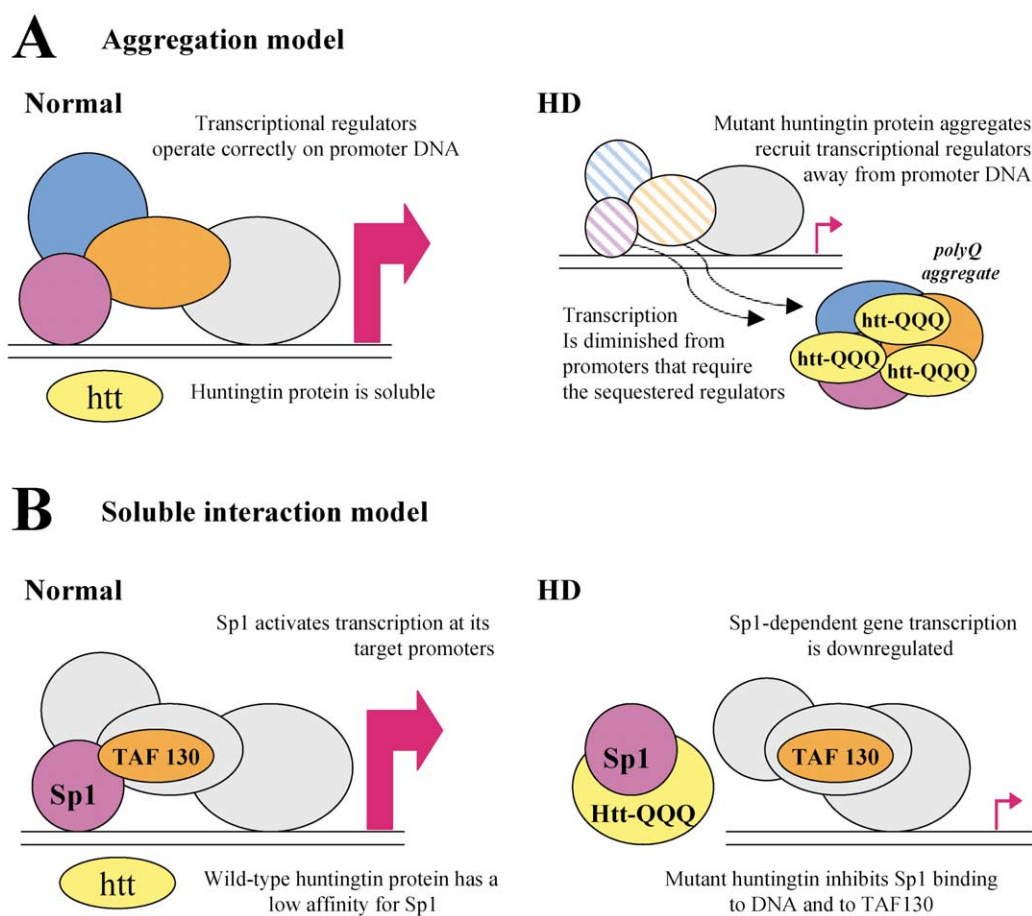 A Aggregation model
Normal
Transcriptional regulators
operate correctly on promoter DNA
htt
Huntingtin protein is soluble
HD
Mutant huntingtin protein aggregates
recruit transcriptional regulators
away from promoter DNA
polyQ
aggregate
Transcription
Is diminished from
promoters that require
the sequestered regulators
htt-QQQ
htt-QQQ
htt-QQQ
B Soluble interaction model
Normal
Sp1 activates transcription at its
target promoters
TAF 130
Sp1
htt
Wild-type huntingtin protein has a
low affinity for Sp1
HD
Sp1-dependent gene transcription
is downregulated
Sp1
Htt-QQQ
TAF 130
Mutant huntingtin inhibits Sp1 binding
to DNA and to TAF130